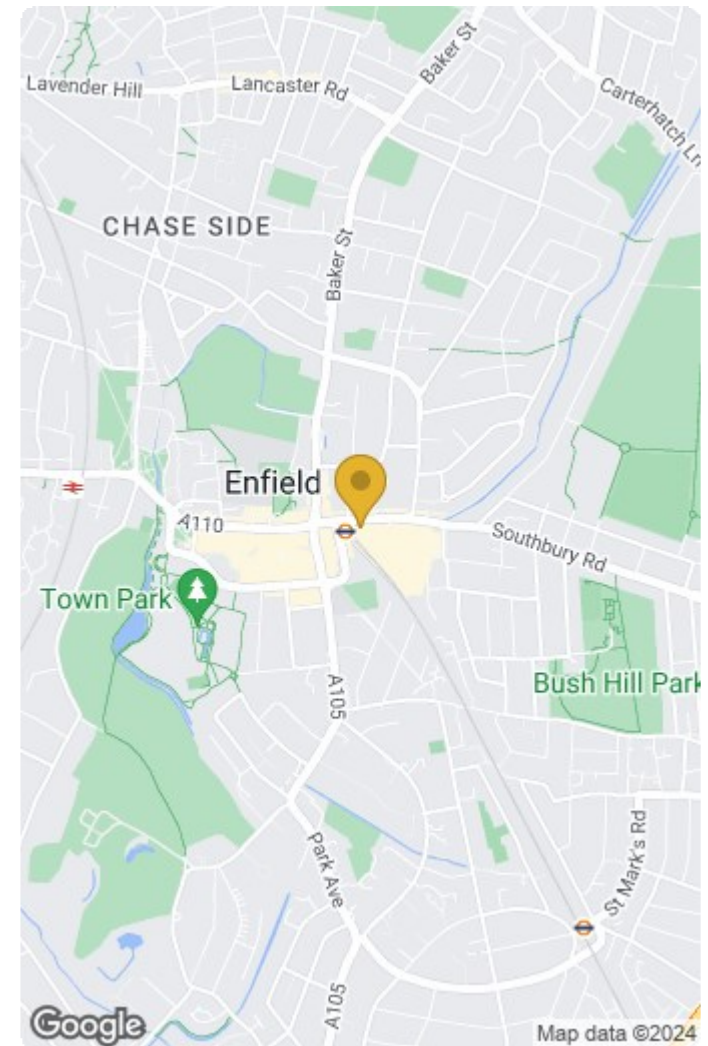 Baker St
Lavender Hill
Lancaster Rd
Carterhatch Ln
CHASE SIDE
Baker St
Enfield
A110
Southbury Rd
Town Park
Bush Hill Park
A105
Park Ave
St Mark's Rd
A105
Google
Map data ©2024